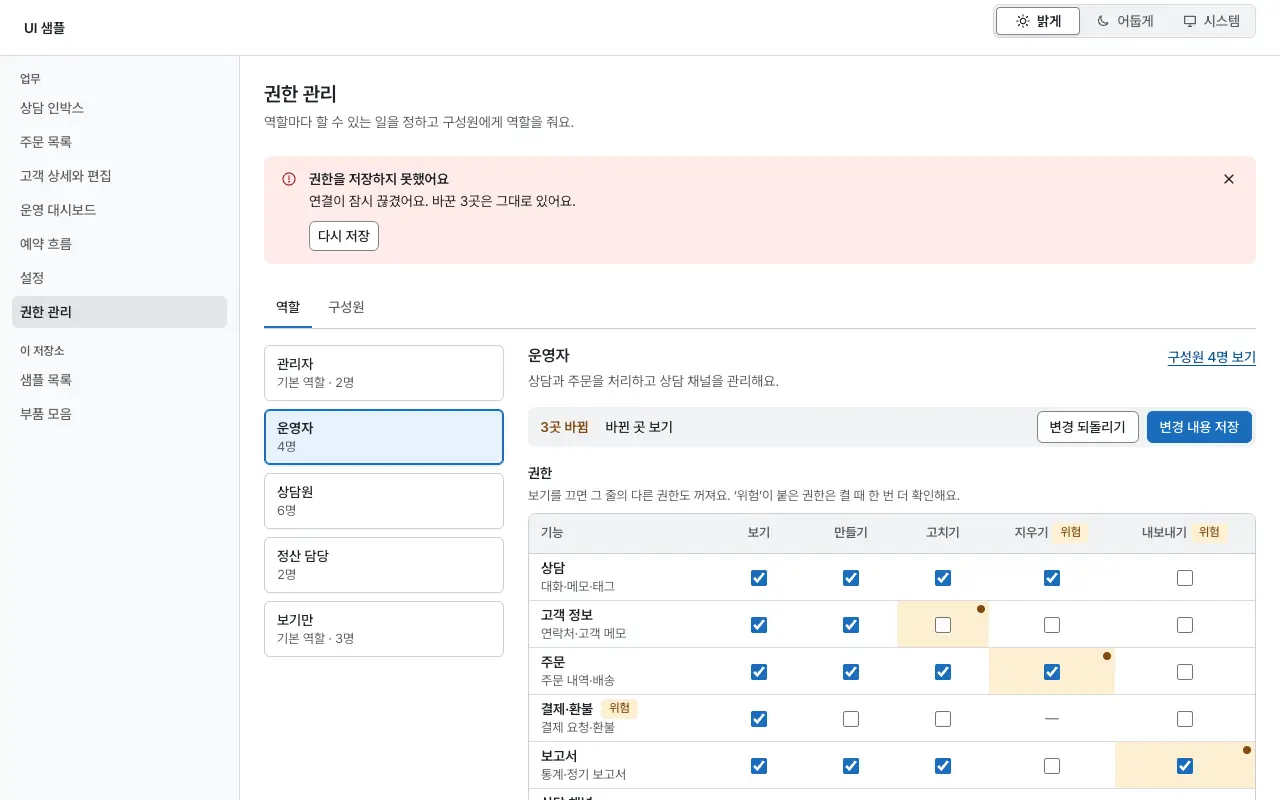 UI 샘플
밝게
어둡게
시스템
업무
상담 인박스
주문 목록
고객 상세와 편집
운영 대시보드
예약 흐름
설정
권한 관리
이 저장소
샘플 목록
부품 모음
권한 관리
역할마다 할 수 있는 일을 정하고 구성원에게 역할을 줘요.
권한을 저장하지 못했어요
연결이 잠시 끊겼어요. 바꾼 3곳은 그대로 있어요.
다시 저장
역할
구성원
관리자
기본 역할 · 2명
운영자
4명
상담원
6명
정산 담당
2명
보기만
기본 역할 · 3명
운영자
구성원 4명 보기
상담과 주문을 처리하고 상담 채널을 관리해요.
3곳 바뀜
바뀐 곳 보기
변경 되돌리기
변경 내용 저장
권한
보기를 끄면 그 줄의 다른 권한도 꺼져요. ‘위험’이 붙은 권한은 켤 때 한 번 더 확인해요.
기능 보기 만들기 고치기 지우기 위험 내보내기 위험
상담
대화·메모·태그
고객 정보
연락처·고객 메모
주문
주문 내역·배송
결제·환불 위험
결제 요청·환불
—
보고서
통계·정기 보고서